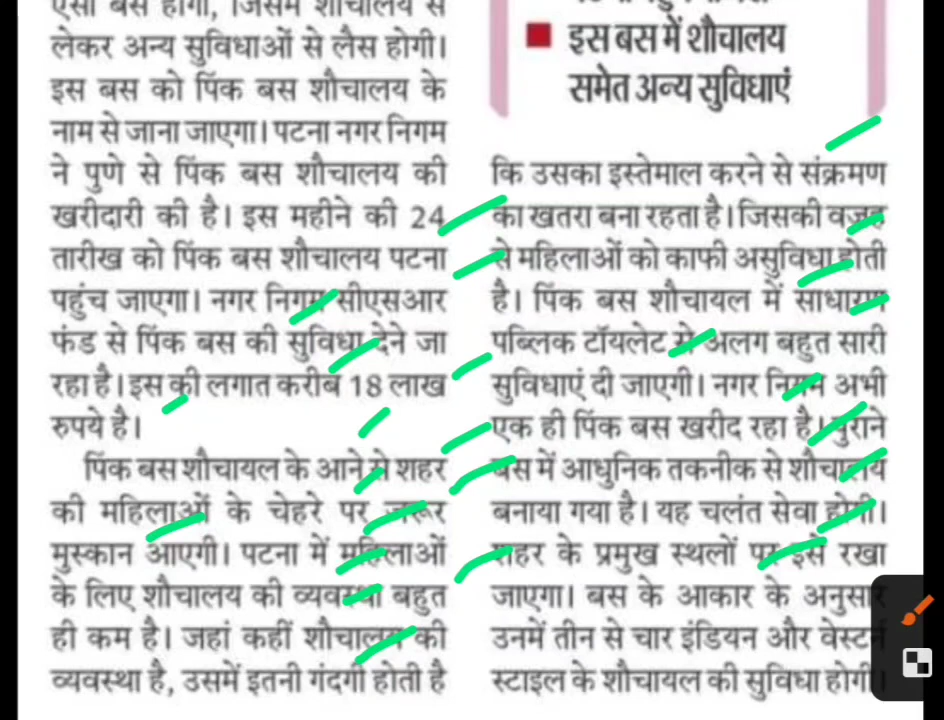 ऐसी बस होगी, जिसमें शौचालय से
लेकर अन्य सुविधाओं से लैस होगी।
इस बस को पिंक बस शौचालय के
नाम से जाना जाएगा। पटना नगर निगम
ने पुणे से पिंक बस शौचालय की
खरीदारी की है। इस महीने की 24
तारीख को पिंक बस शौचालय पटना
पहुंच जाएगा। नगर निगम सीएसआर
फंड से पिंक बस की सुविधा देने जा
रहा है। इस की लागत करीब 18 लाख
रुपये है।
पिंक बस शौचायल के आने से शहर
की महिलाओं के चेहरे पर जरूर
मुस्कान आएगी। पटना में महिलाओं
के लिए शौचालय की व्यवस्था बहुत
ही कम है। जहां कहीं शौचालय की
व्यवस्था है, उसमें इतनी गंदगी होती है
इस बस में शौचालय
समेत अन्य सुविधाएं
कि उसका इस्तेमाल करने से संक्रमण
का खतरा बना रहता है। जिसकी वजह
से महिलाओं को काफी असुविधा होती
है। पिंक बस शौचायल में साधारण
पब्लिक टॉयलेट से अलग बहुत सारी
सुविधाएं दी जाएगी। नगर निगम अभी
एक ही पिंक बस खरीद रहा है। पुराने
बस में आधुनिक तकनीक से शौचालय
बनाया गया है। यह चलंत सेवा होगी।
शहर के प्रमुख स्थलों पर इसे रखा
जाएगा। बस के आकार के अनुसार
उनमें तीन से चार इंडियन और वेस्टर्न
स्टाइल के शौचायल की सुविधा होगी।